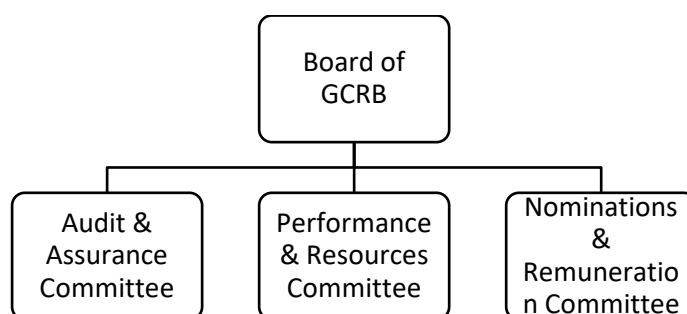 Board of
GCRB
Audit &
Assurance
Committee
Performance
& Resources
Committee
Nominations
&
Remuneratio
n Committee